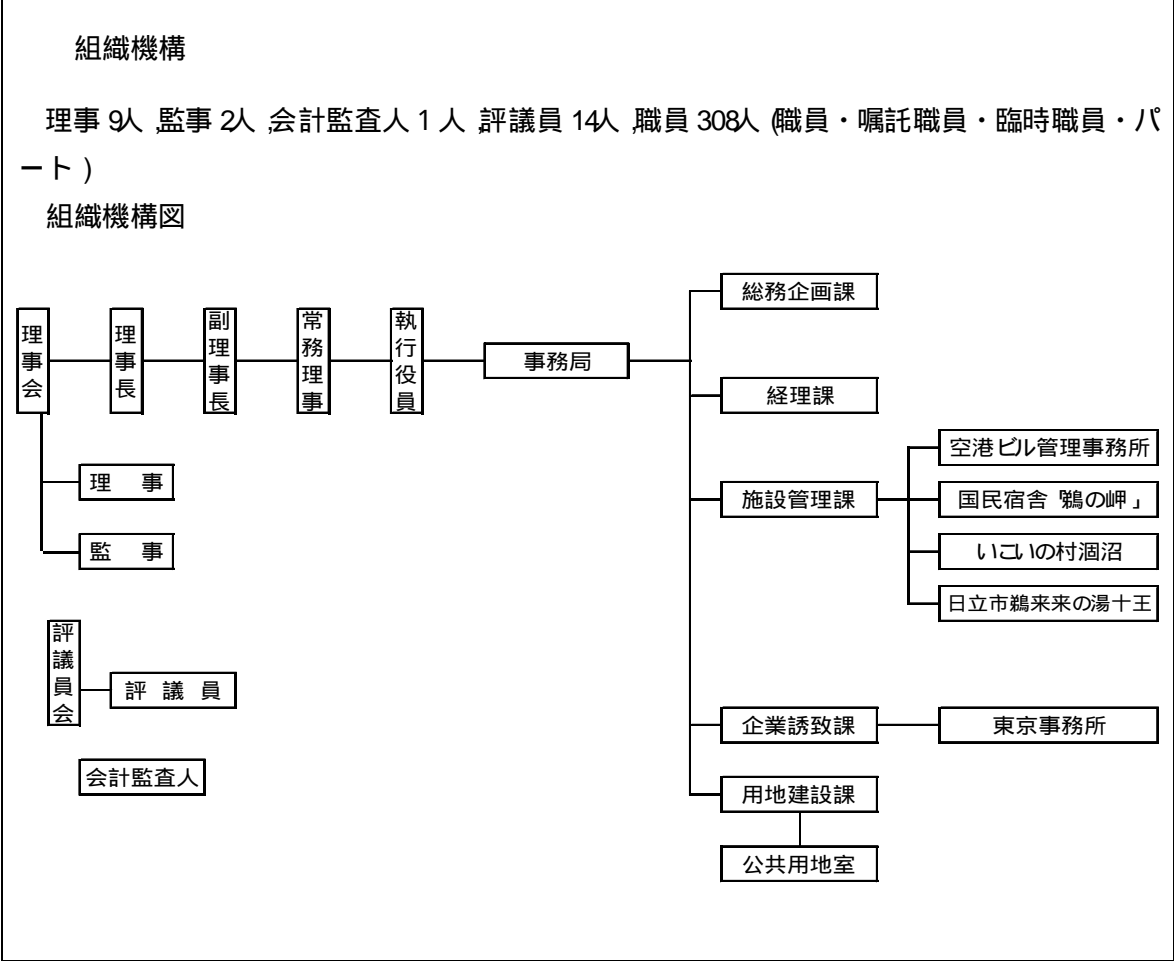 組織機構
理事 9人,監事 2人,会計監査人 1 人,評議員 14人,職員 308人 (職員・嘱託職員・臨時職員・パ
ート )
組織機構図
理事会
理事長
副理事長
常務理事
執行役員
事務局
総務企画課
経理課
施設管理課
空港ビル管理事務所
国民宿舎「鵜の岬」
いこいの村涸沼
日立市鵜来来の湯十王
企業誘致課
東京事務所
用地建設課
公共用地室
理 事
監 事
評議員会
評 議 員
会計監査人